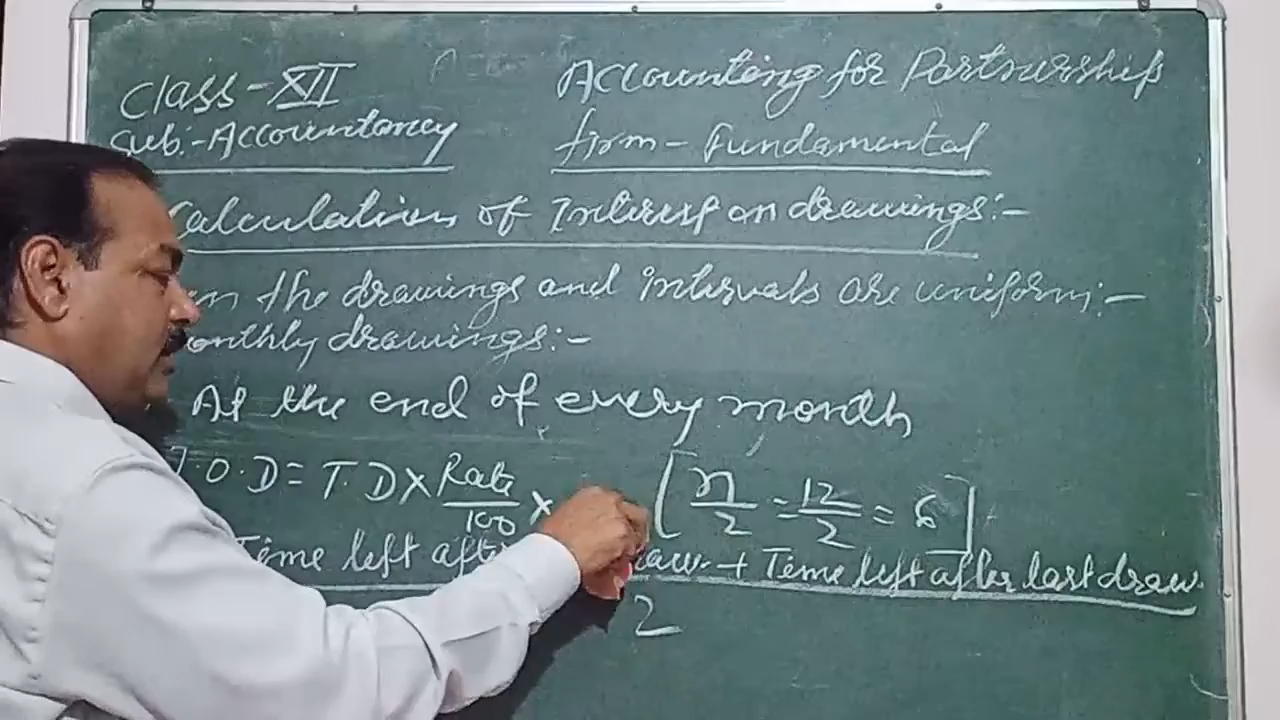 Class-XII
Sub:-Accountancy
Accounting for Partnership
firm-Fundamental
Calculation of Interest on drawings:-
the drawings and intervals are uniform:-
onthly drawings:-
At the end of every month
I.O.D = T.D × Rate/100 × [n/2 = 12/2 = 6]
Time left after draw. + Time left after last draw.
2